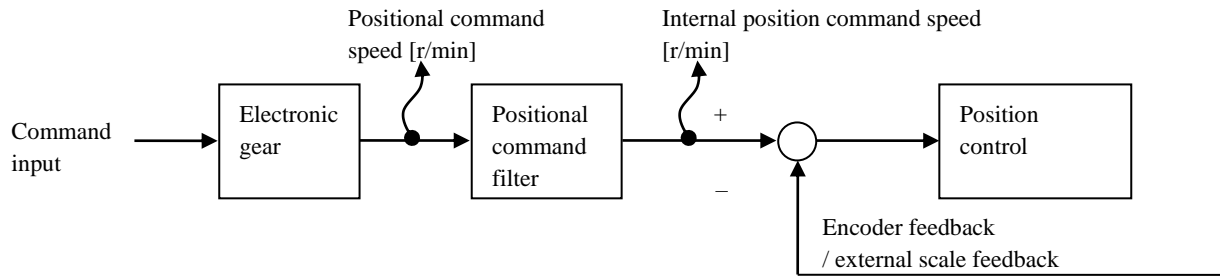 Positional command
speed [r/min]
Internal position command speed
[r/min]
Command
input
Electronic
gear
Positional
command
filter
+
−
Position
control
Encoder feedback
/ external scale feedback